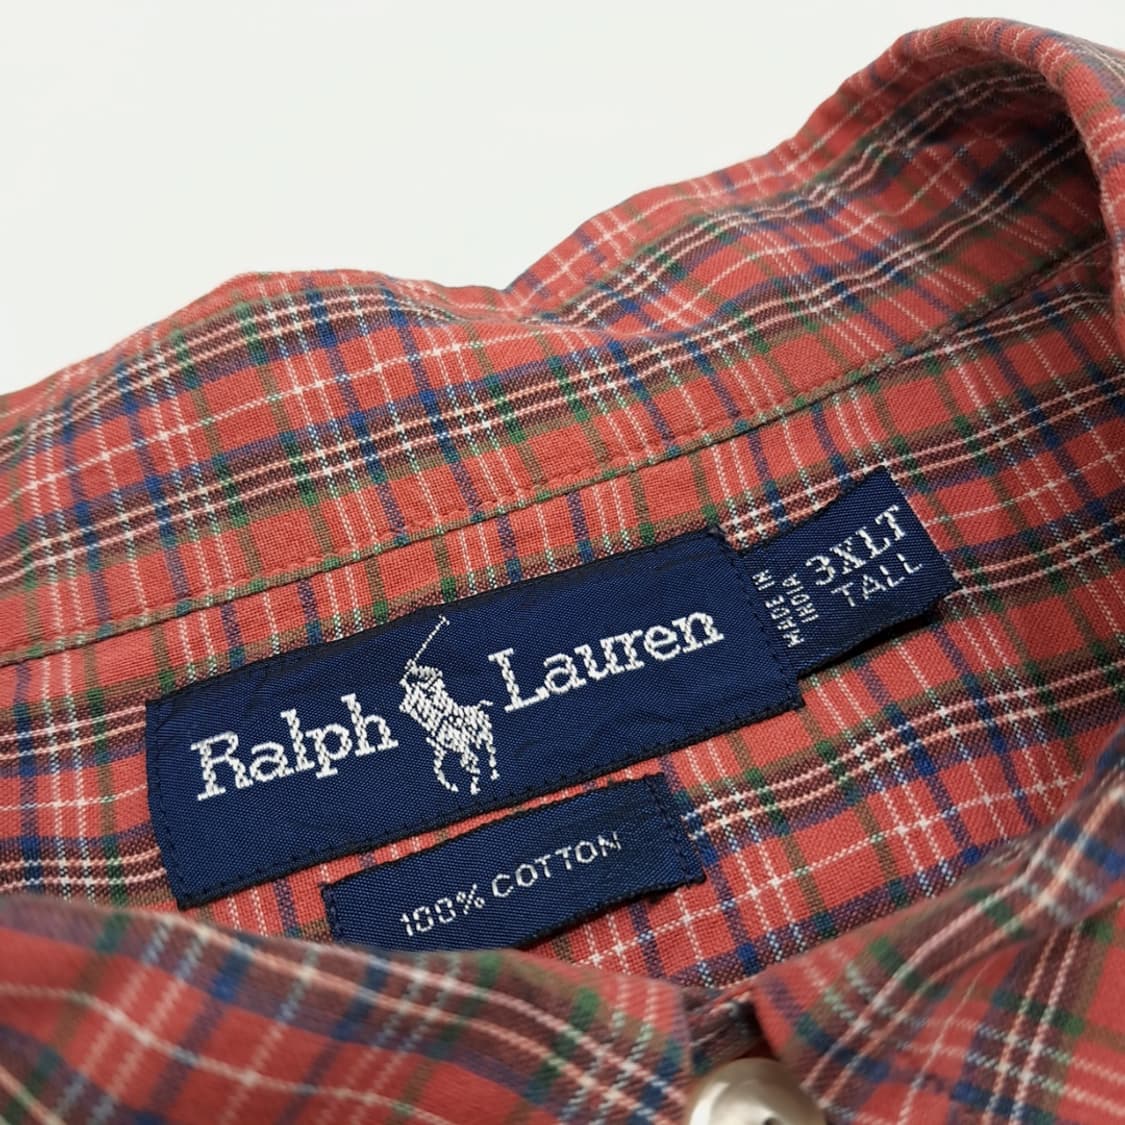 Ralph Lauren
MADE IN
INDIA
3XLT
TALL
100% COTTON